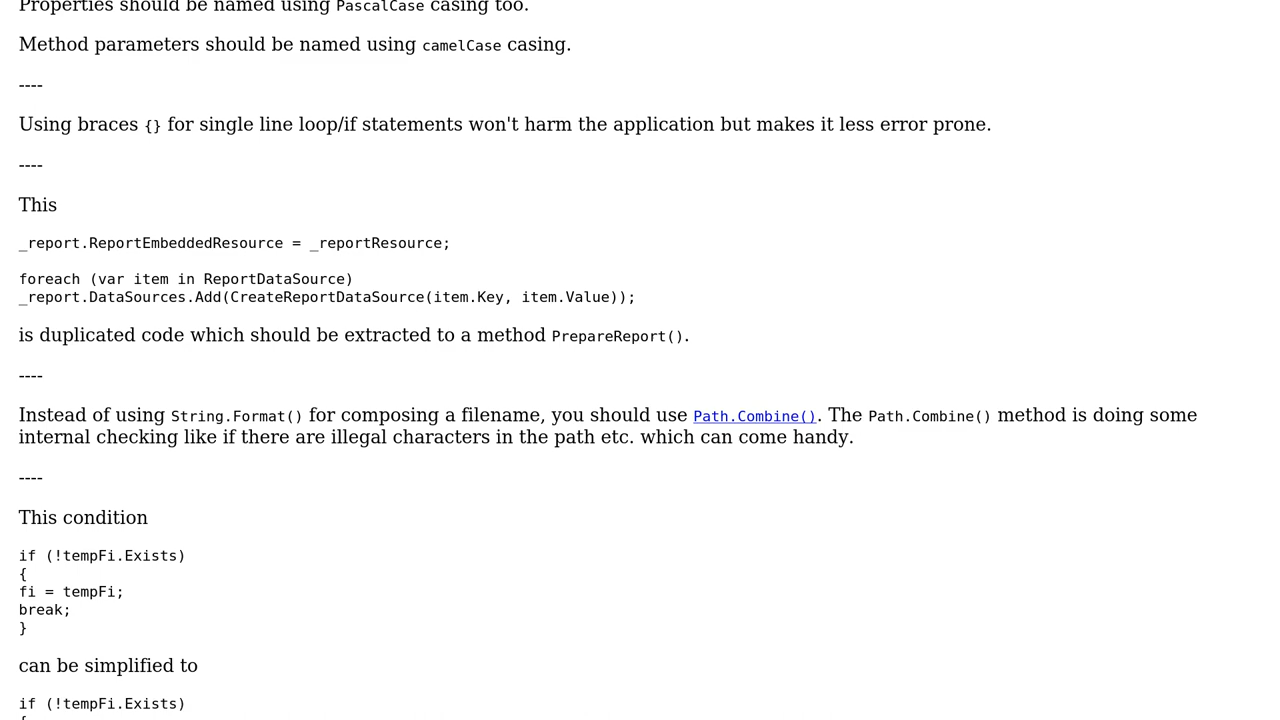 Properties should be named using PascalCase casing too.
Method parameters should be named using camelCase casing.
----
Using braces {} for single line loop/if statements won't harm the application but makes it less error prone.
----
This
_report.ReportEmbeddedResource = _reportResource;
foreach (var item in ReportDataSource)
_report.DataSources.Add(CreateReportDataSource(item.Key, item.Value));
is duplicated code which should be extracted to a method PrepareReport().
----
Instead of using String.Format() for composing a filename, you should use Path.Combine(). The Path.Combine() method is doing some
internal checking like if there are illegal characters in the path etc. which can come handy.
----
This condition
if (!tempFi.Exists)
{
fi = tempFi;
break;
}
can be simplified to
if (!tempFi.Exists)
{